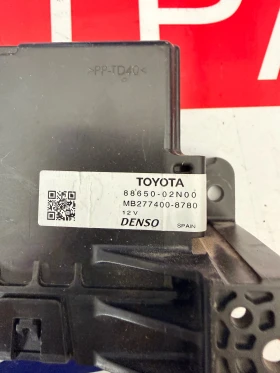 >PP-TD40<
TOYOTA
88650-02N00
MB277400-8780
12V
DENSO
SPAIN